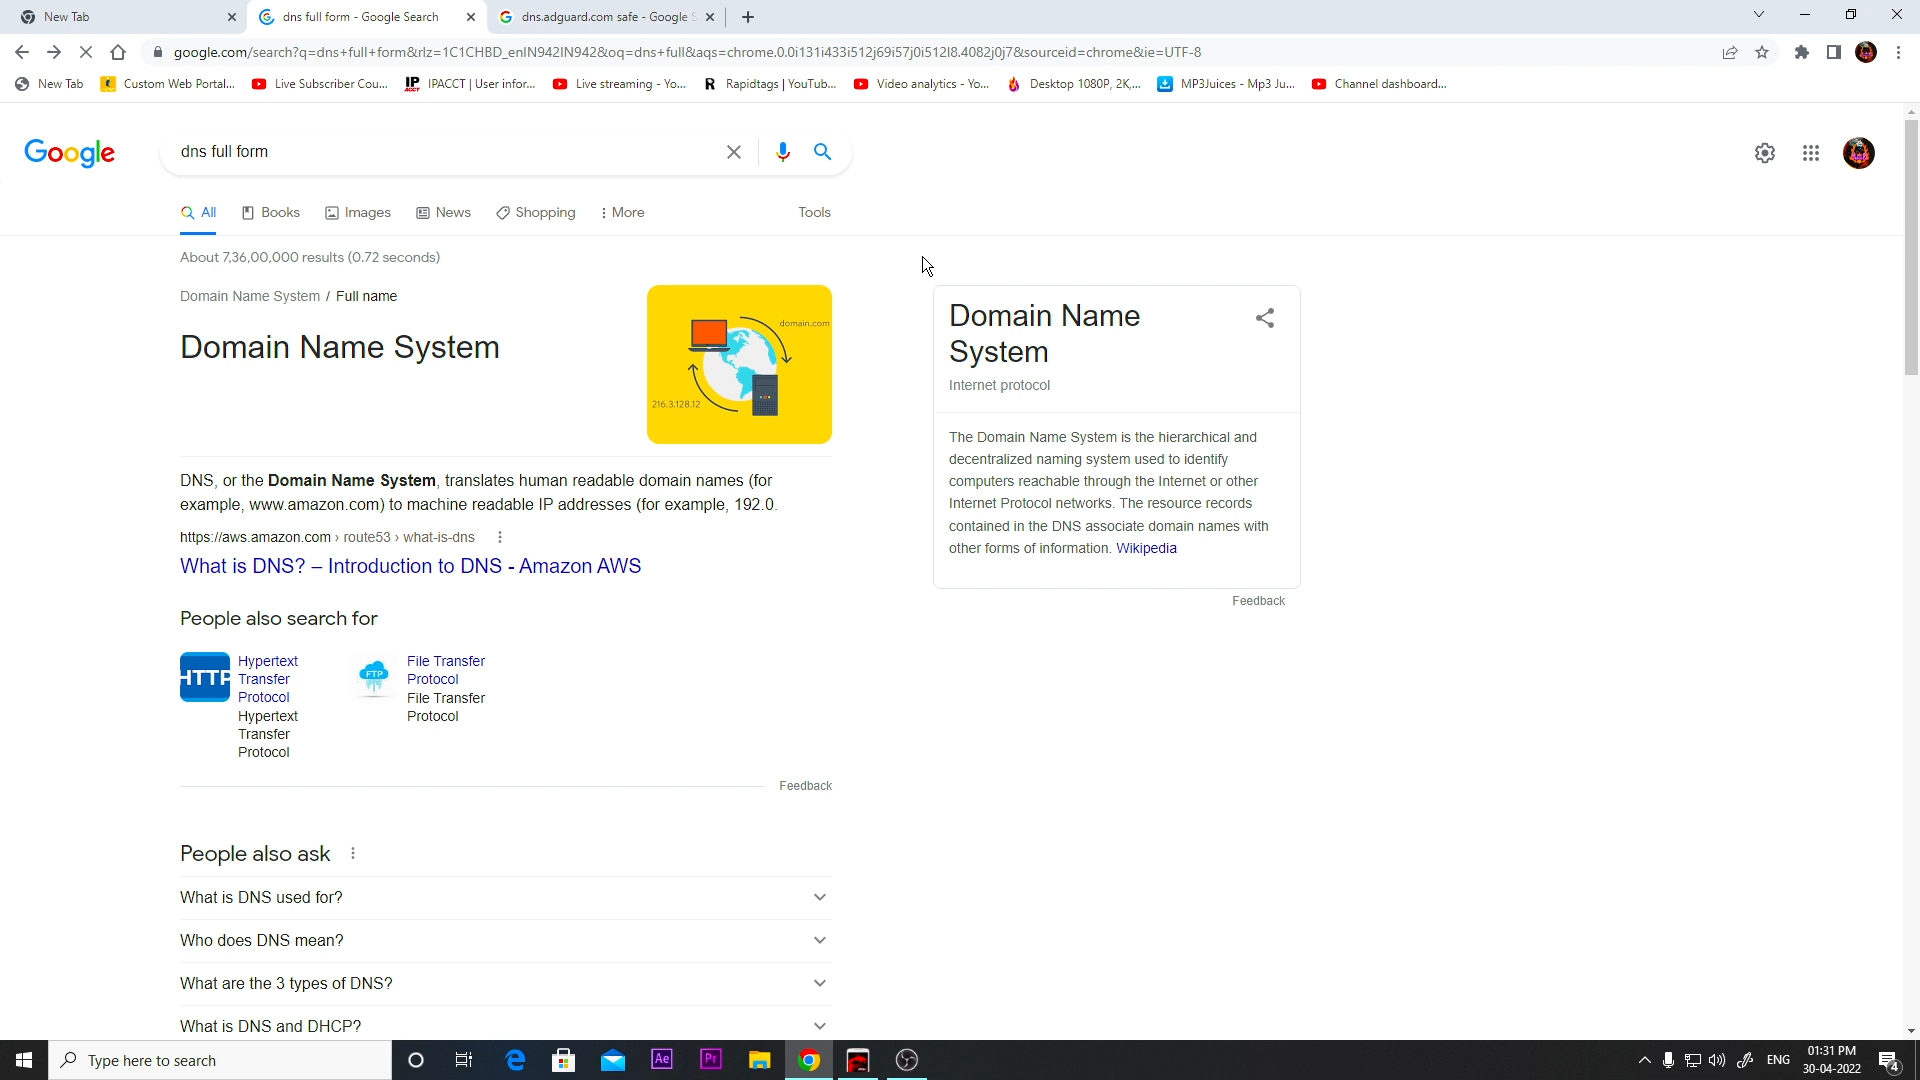 New Tab
dns full form - Google Search
dns.adguard.com safe - Google S
google.com/search?q=dns+full+form&rlz=1C1CHBD_enIN942IN942&oq=dns+full&aqs=chrome.0.0i131i433i512j69i57j0i512l8.4082j0j7&sourceid=chrome&ie=UTF-8
New Tab
Custom Web Portal...
Live Subscriber Cou...
IP ACCT IPACCT | User infor...
Live streaming - Yo...
R Rapidtags | YouTub...
Video analytics - Yo...
Desktop 1080P, 2K,...
MP3Juices - Mp3 Ju...
Channel dashboard...
Google
dns full form
All
Books
Images
News
Shopping
More
Tools
About 7,36,00,000 results (0.72 seconds)
Domain Name System / Full name
Domain Name System
domain.com
216.3.128.12
DNS, or the Domain Name System, translates human readable domain names (for
example, www.amazon.com) to machine readable IP addresses (for example, 192.0.
https://aws.amazon.com › route53 › what-is-dns
What is DNS? – Introduction to DNS - Amazon AWS
People also search for
HTTP
Hypertext
Transfer
Protocol
Hypertext
Transfer
Protocol
FTP
File Transfer
Protocol
File Transfer
Protocol
Feedback
People also ask
What is DNS used for?
Who does DNS mean?
What are the 3 types of DNS?
What is DNS and DHCP?
Domain Name
System
Internet protocol
The Domain Name System is the hierarchical and
decentralized naming system used to identify
computers reachable through the Internet or other
Internet Protocol networks. The resource records
contained in the DNS associate domain names with
other forms of information. Wikipedia
Feedback
Type here to search
Ae
Pr
ENG
01:31 PM
30-04-2022
4